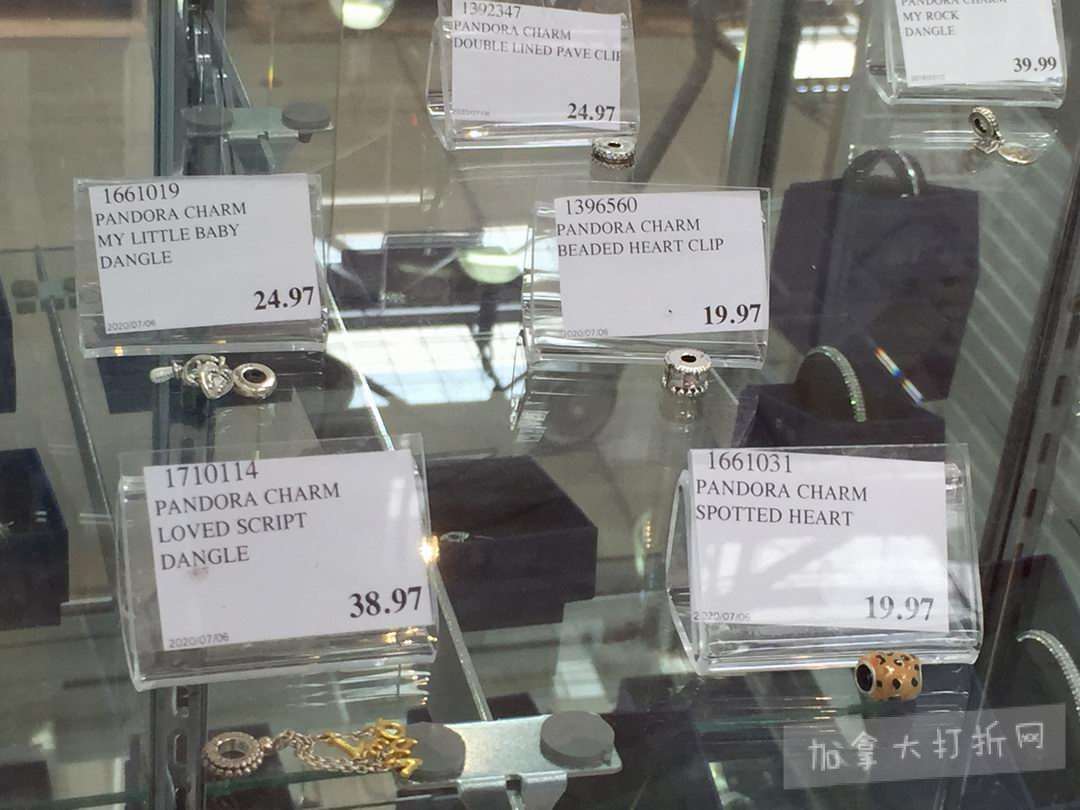 1392347
PANDORA CHARM
DOUBLE LINED PAVE CLIP
24.97
2020/07/06
PANDORA CHARM
MY ROCK
DANGLE
39.99
1661019
PANDORA CHARM
MY LITTLE BABY
DANGLE
24.97
2020/07/06
1396560
PANDORA CHARM
BEADED HEART CLIP
19.97
2020/07/06
1710114
PANDORA CHARM
LOVED SCRIPT
DANGLE
38.97
2020/07/06
1661031
PANDORA CHARM
SPOTTED HEART
19.97
2020/07/06
加拿大打折网